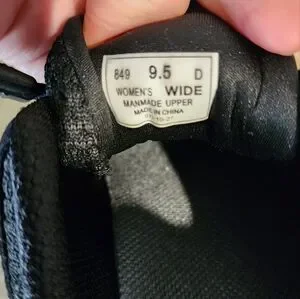 849 9.5 D
WOMEN'S WIDE
MANMADE UPPER
MADE IN CHINA